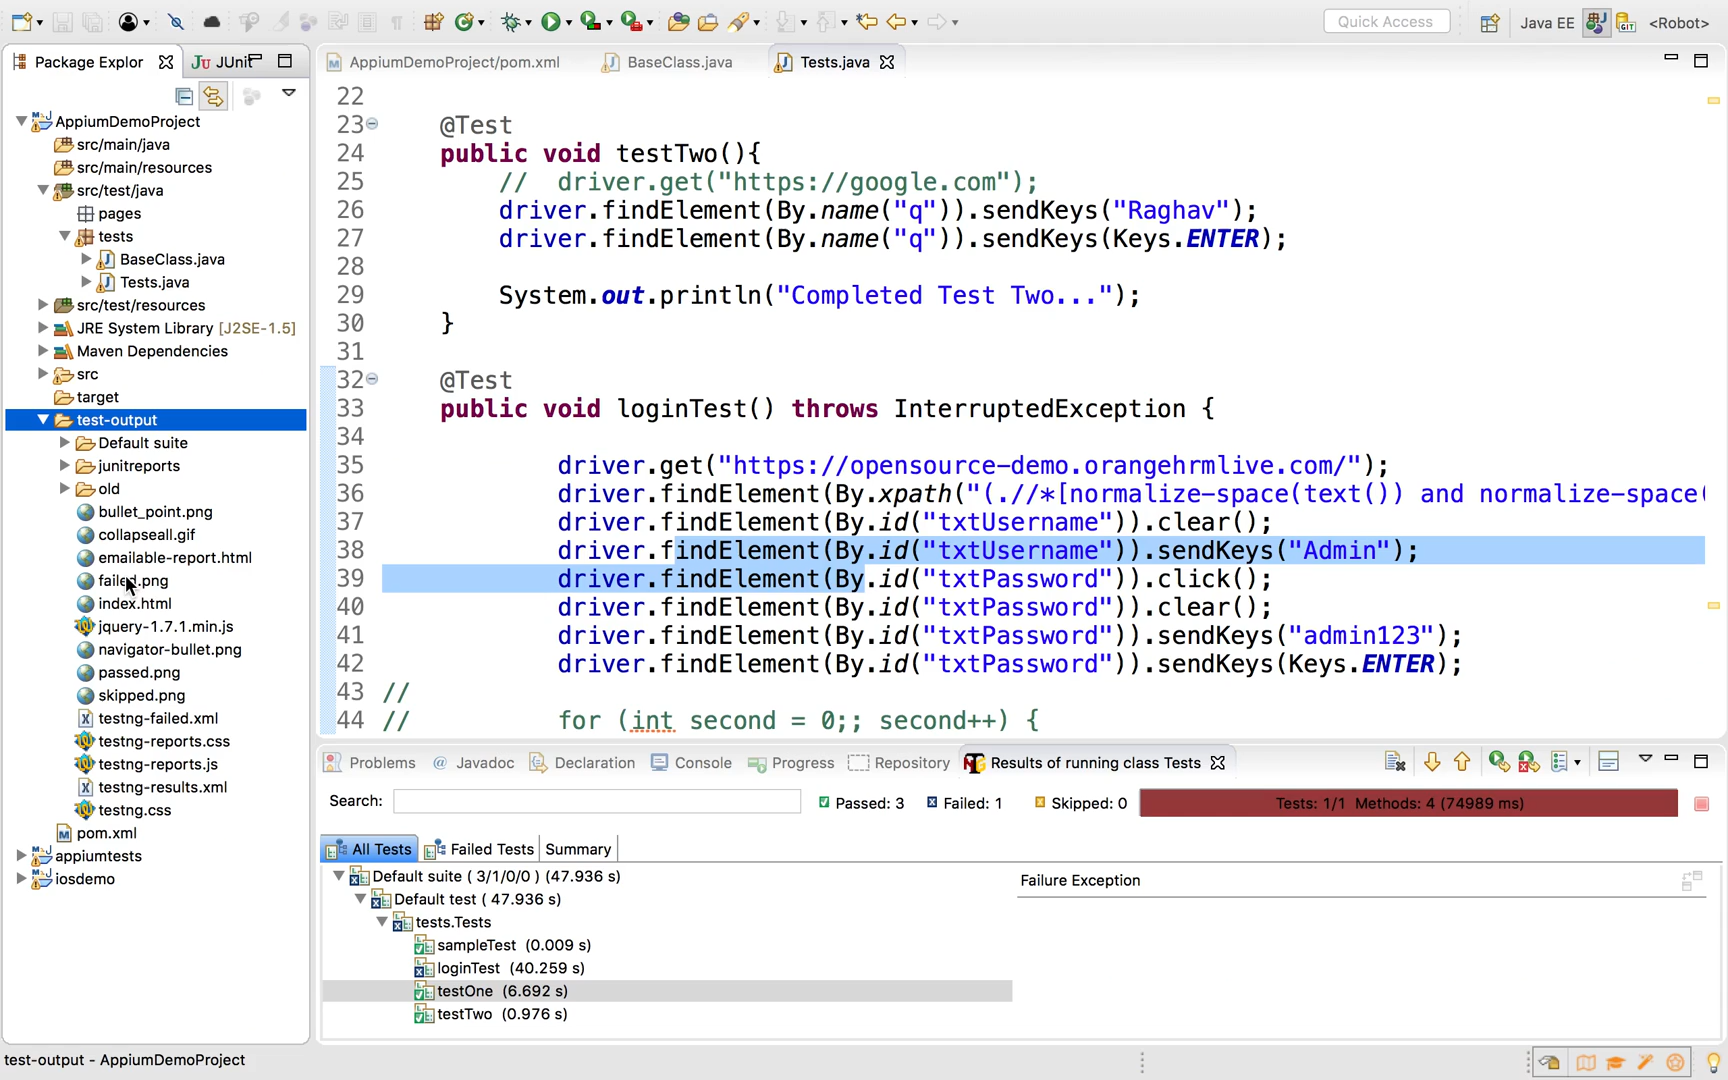 Quick Access
Java EE
<Robot>
Package Explor
JUnit
AppiumDemoProject/pom.xml
BaseClass.java
Tests.java
AppiumDemoProject
src/main/java
src/main/resources
src/test/java
pages
tests
BaseClass.java
Tests.java
src/test/resources
JRE System Library [J2SE-1.5]
Maven Dependencies
src
target
test-output
Default suite
junitreports
old
bullet_point.png
collapseall.gif
emailable-report.html
failed.png
index.html
jquery-1.7.1.min.js
navigator-bullet.png
passed.png
skipped.png
testng-failed.xml
testng-reports.css
testng-reports.js
testng-results.xml
testng.css
pom.xml
appiumtests
iosdemo
22
23 @Test
24 public void testTwo(){
25 // driver.get("https://google.com");
26 driver.findElement(By.name("q")).sendKeys("Raghav");
27 driver.findElement(By.name("q")).sendKeys(Keys.ENTER);
28
29 System.out.println("Completed Test Two...");
30 }
31
32 @Test
33 public void loginTest() throws InterruptedException {
34
35 driver.get("https://opensource-demo.orangehrmlive.com/");
36 driver.findElement(By.xpath("(.//*[normalize-space(text()) and normalize-space(
37 driver.findElement(By.id("txtUsername")).clear();
38 driver.findElement(By.id("txtUsername")).sendKeys("Admin");
39 driver.findElement(By.id("txtPassword")).click();
40 driver.findElement(By.id("txtPassword")).clear();
41 driver.findElement(By.id("txtPassword")).sendKeys("admin123");
42 driver.findElement(By.id("txtPassword")).sendKeys(Keys.ENTER);
43 //
44 // for (int second = 0;; second++) {
Problems
@ Javadoc
Declaration
Console
Progress
Repository
Results of running class Tests
Search:
Passed: 3
Failed: 1
Skipped: 0
Tests: 1/1 Methods: 4 (74989 ms)
All Tests
Failed Tests
Summary
Default suite ( 3/1/0/0 ) (47.936 s)
Default test ( 47.936 s)
tests.Tests
sampleTest (0.009 s)
loginTest (40.259 s)
testOne (6.692 s)
testTwo (0.976 s)
Failure Exception
test-output - AppiumDemoProject